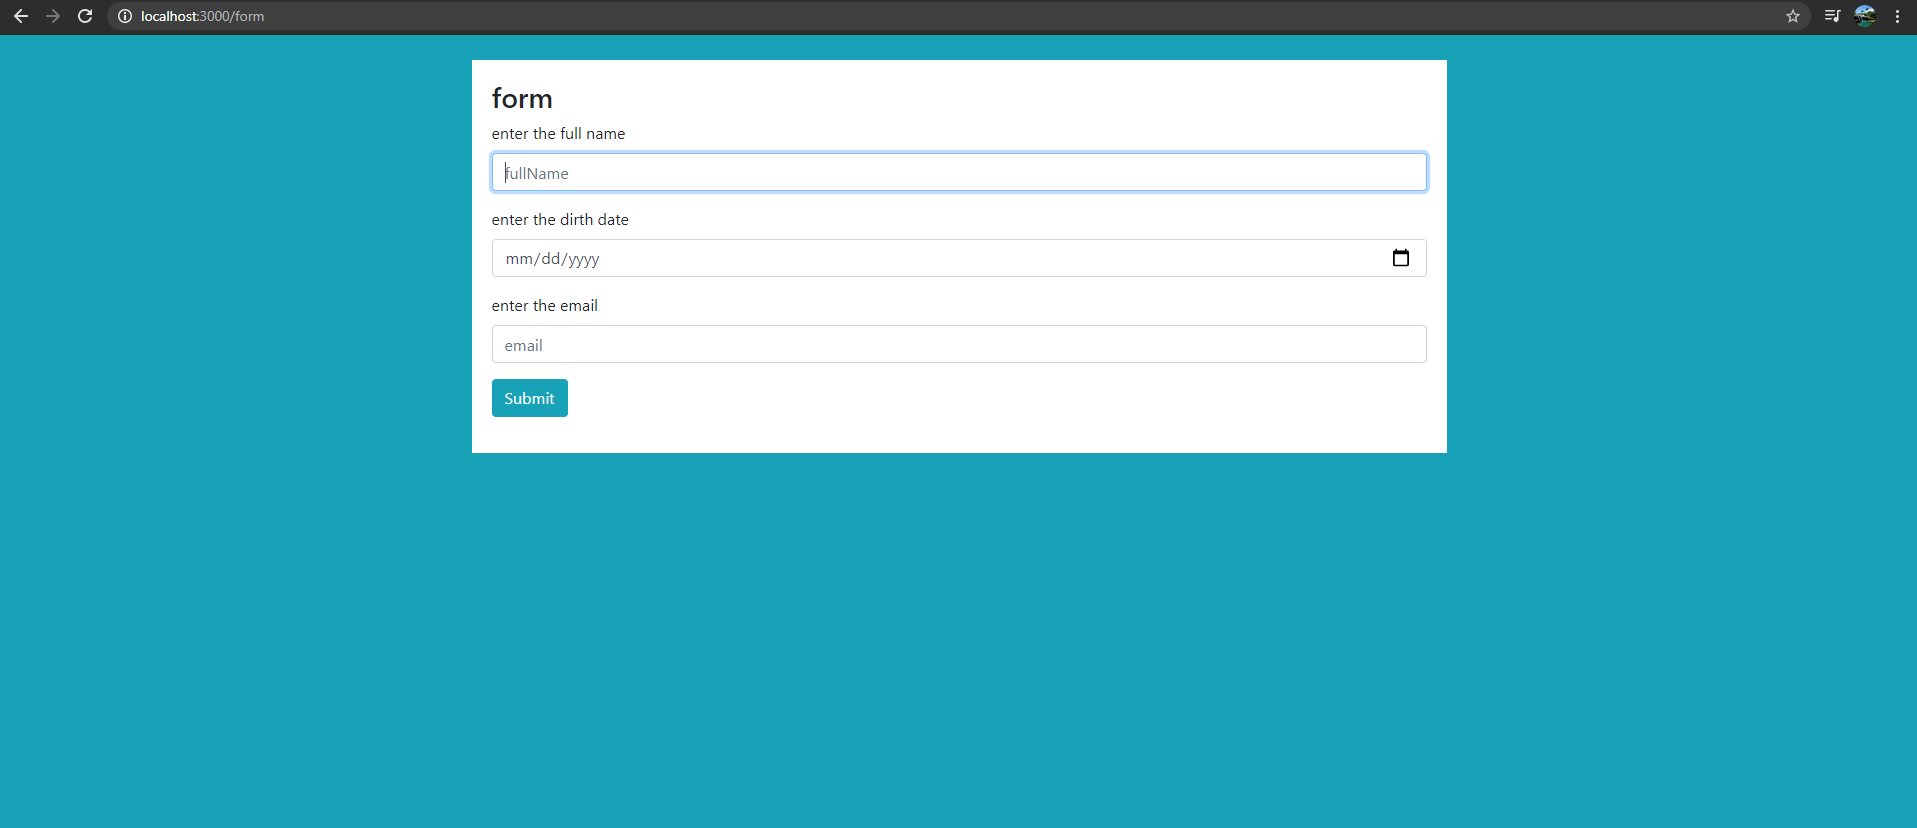 localhost:3000/form
form
enter the full name
fullName
enter the dirth date
mm/dd/yyyy
enter the email
email
Submit